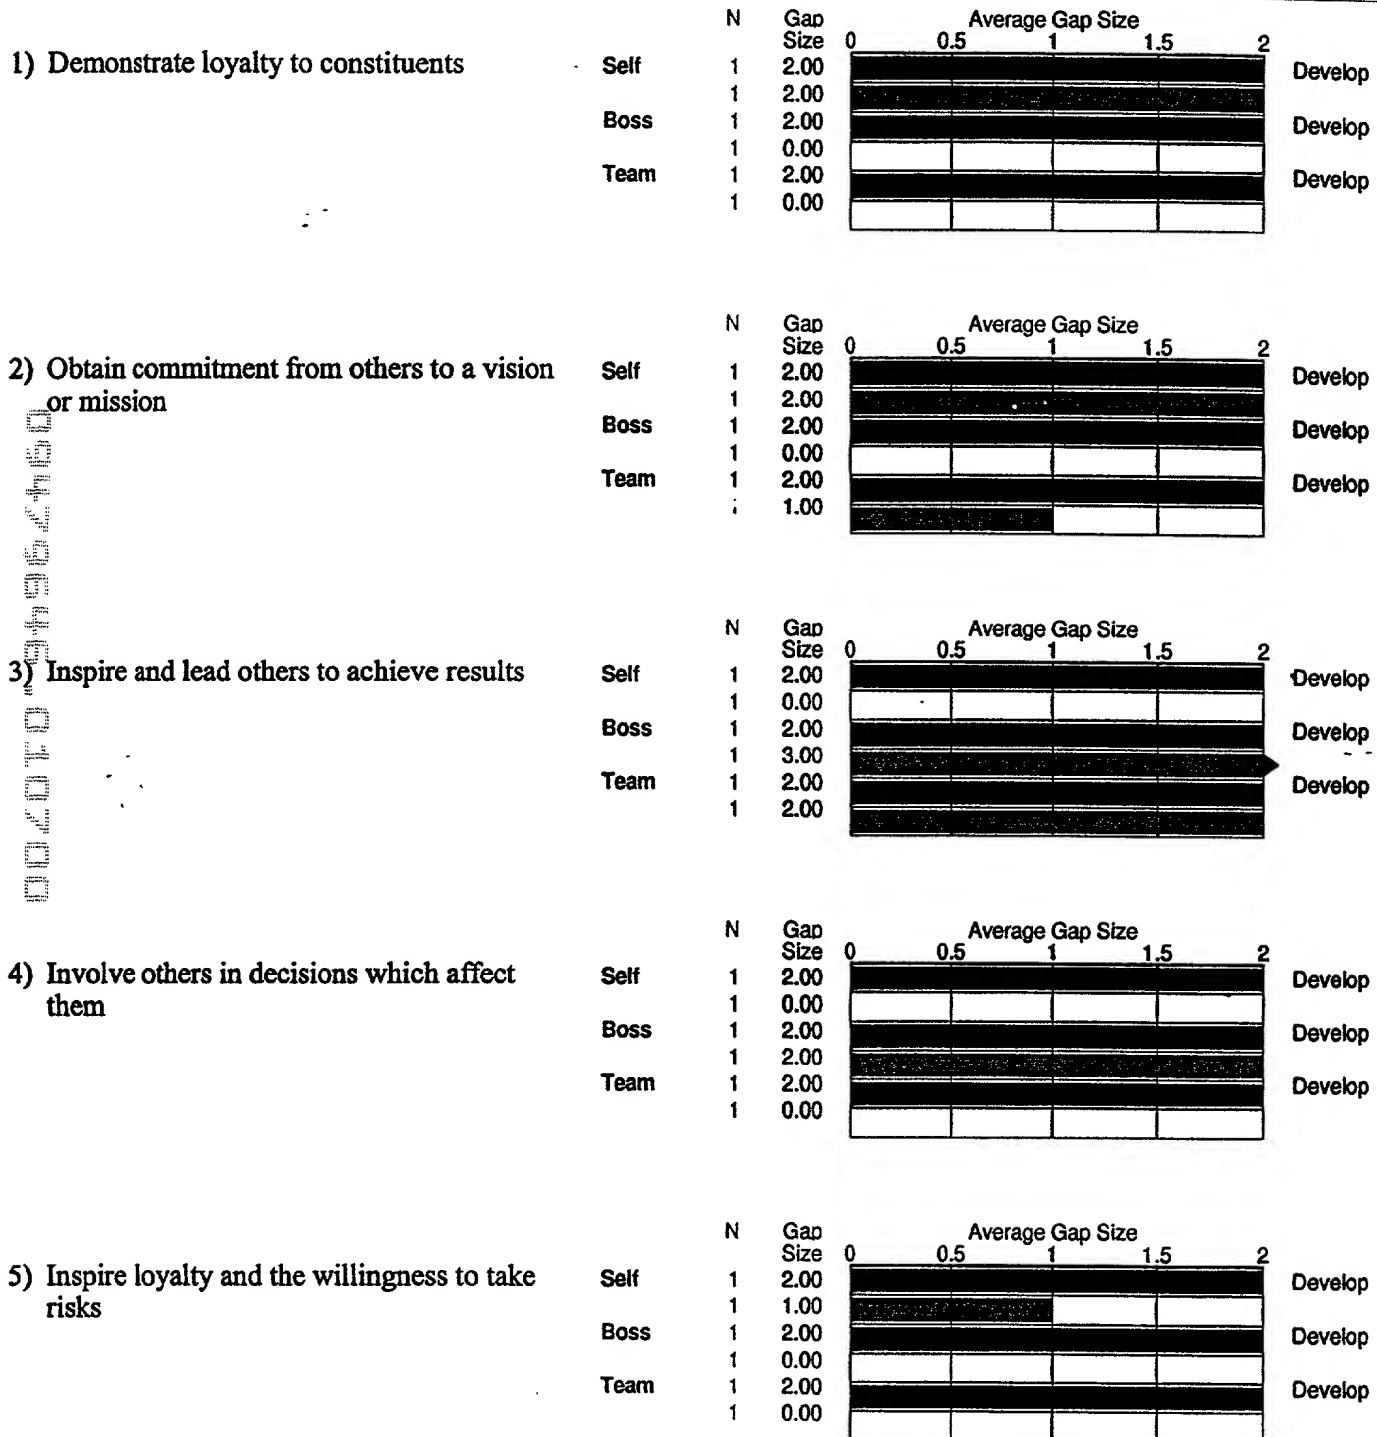 N Gap Average Gap Size
Size 0 0.5 1 1.5 2
1) Demonstrate loyalty to constituents Self 1 2.00 Develop
1 2.00
Boss 1 2.00 Develop
1 0.00
Team 1 2.00 Develop
1 0.00
N Gap Average Gap Size
Size 0 0.5 1 1.5 2
2) Obtain commitment from others to a vision Self 1 2.00 Develop
or mission 1 2.00
Boss 1 2.00 Develop
1 0.00
Team 1 2.00 Develop
1.00
N Gap Average Gap Size
Size 0 0.5 1 1.5 2
3) Inspire and lead others to achieve results Self 1 2.00 Develop
1 0.00
Boss 1 2.00 Develop
1 3.00
Team 1 2.00 Develop
1 2.00
N Gap Average Gap Size
Size 0 0.5 1 1.5 2
4) Involve others in decisions which affect Self 1 2.00 Develop
them 1 0.00
Boss 1 2.00 Develop
1 2.00
Team 1 2.00 Develop
1 0.00
N Gap Average Gap Size
Size 0 0.5 1 1.5 2
5) Inspire loyalty and the willingness to take Self 1 2.00 Develop
risks 1 1.00
Boss 1 2.00 Develop
1 0.00
Team 1 2.00 Develop
1 0.00